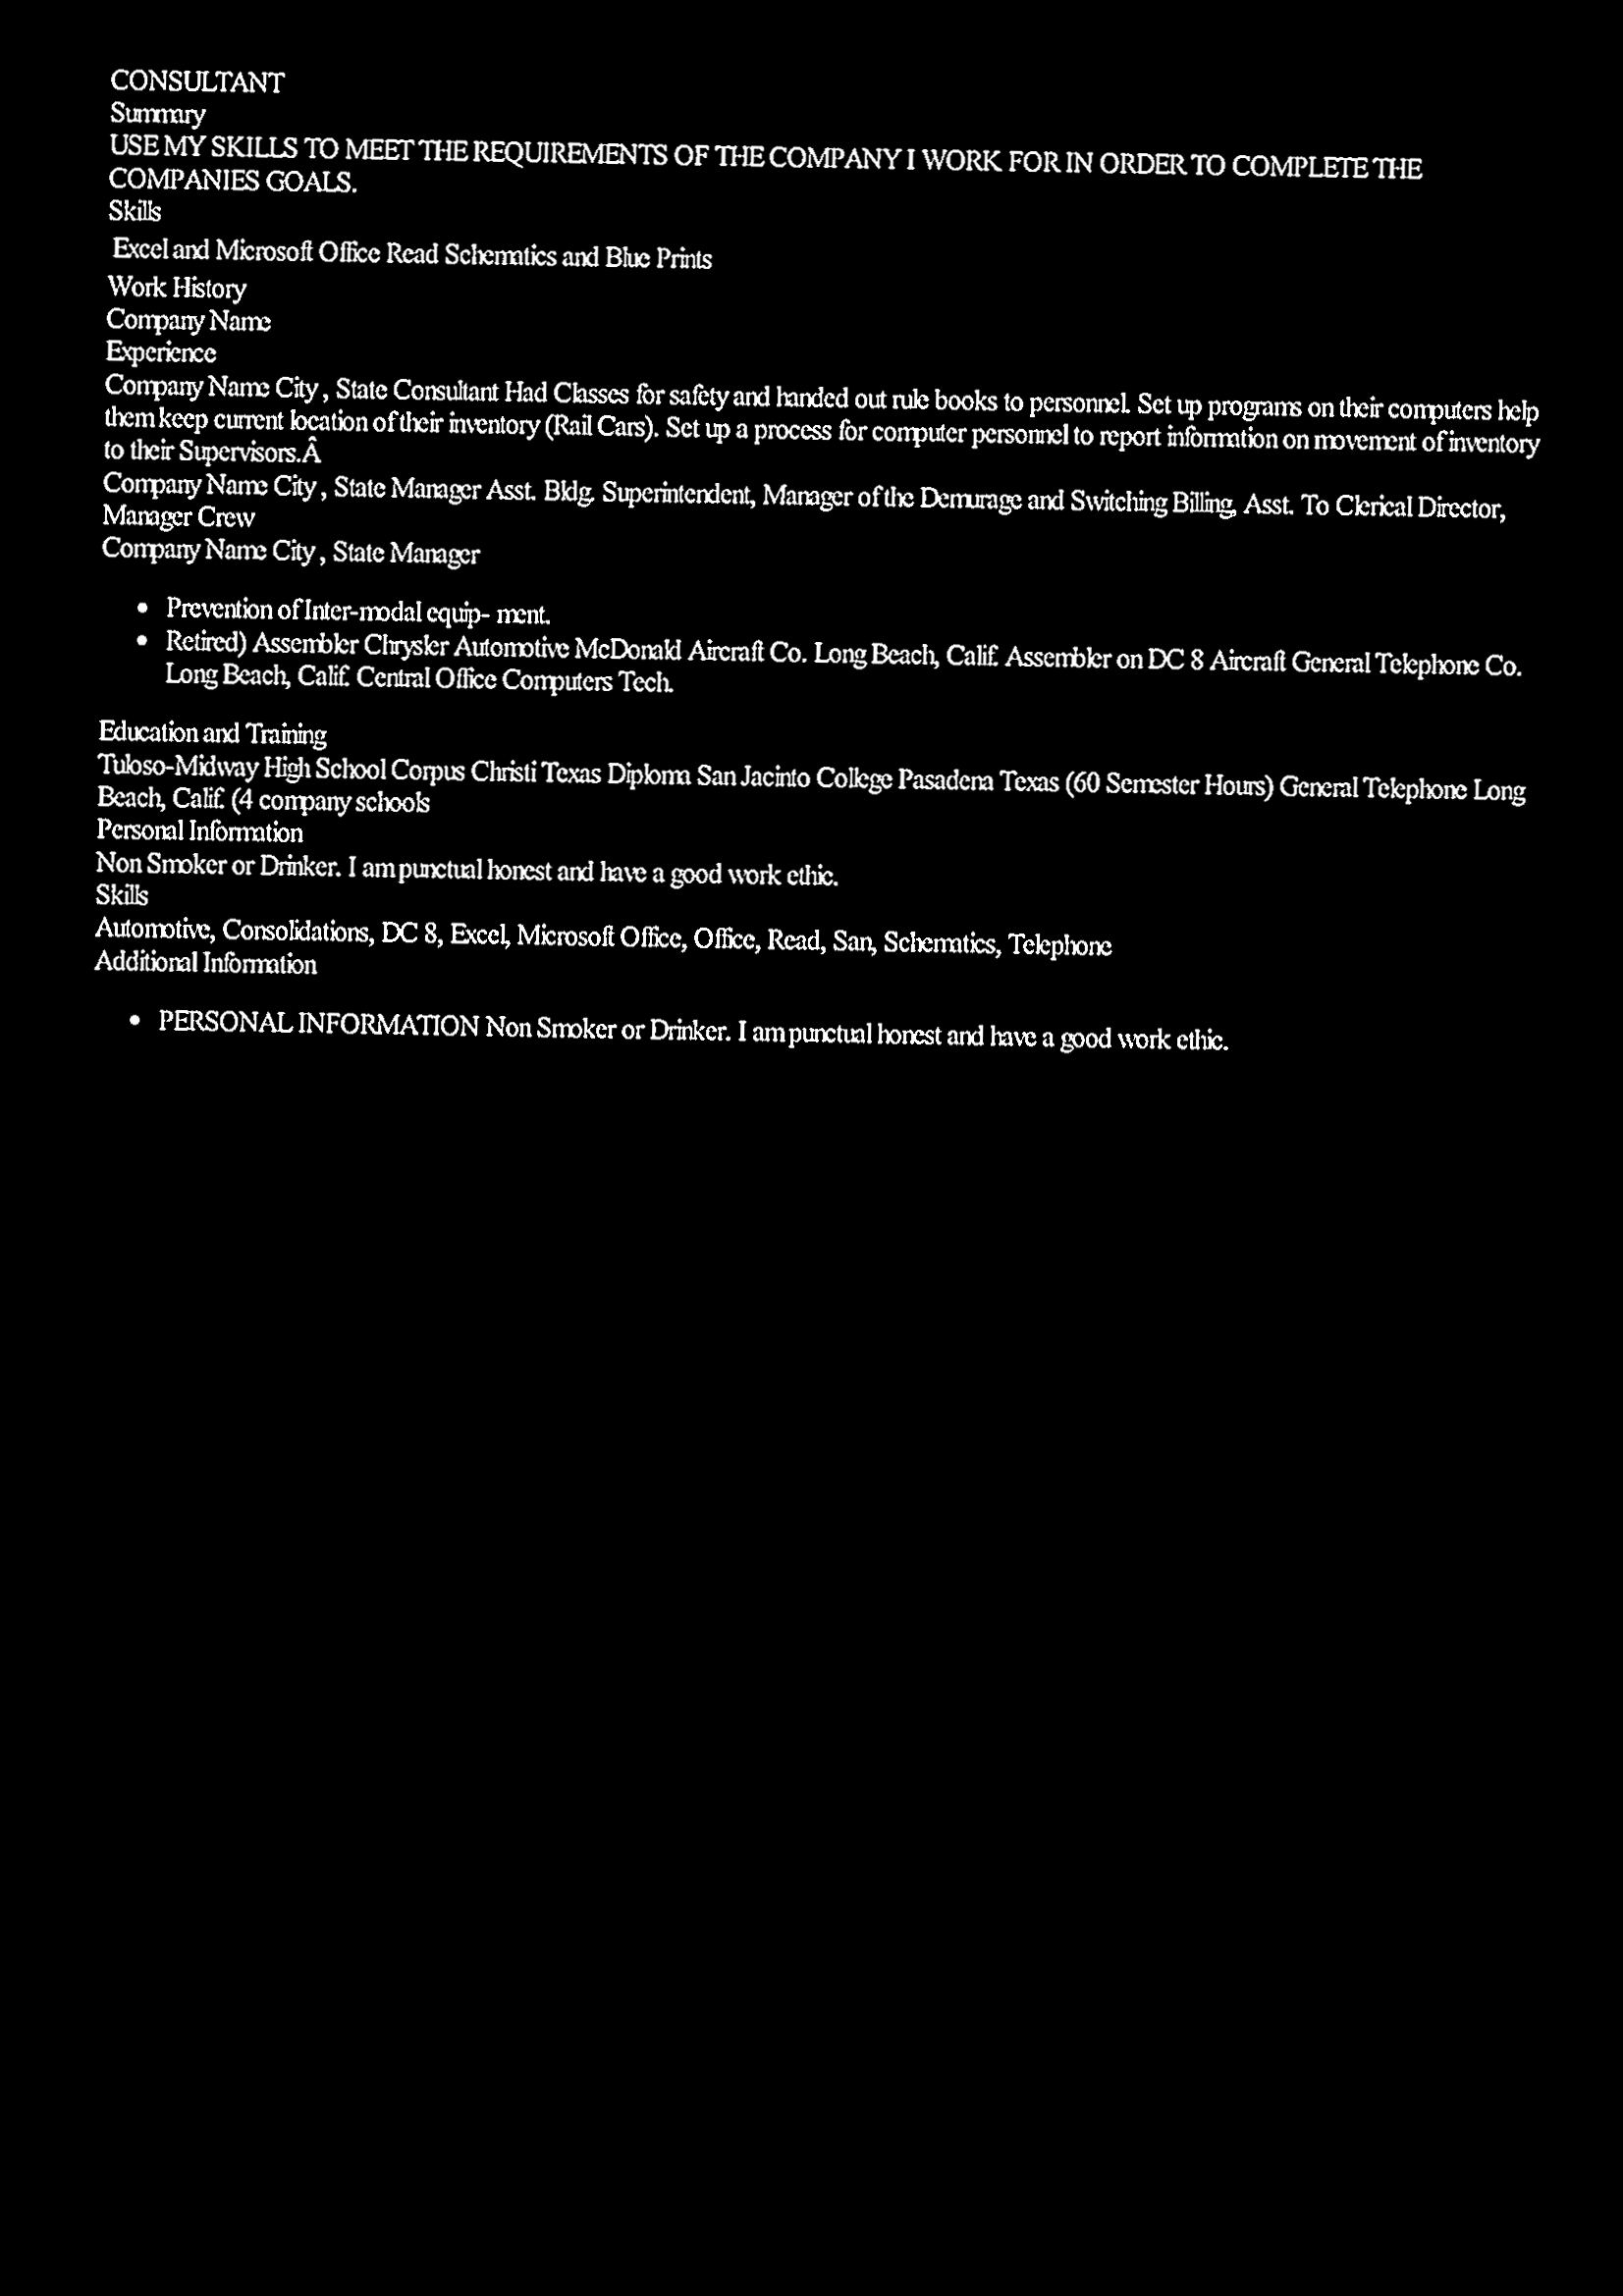 CONSULTANT
Summary
USE MY SKILLS TO MEET THE REQUIREMENTS OF THE COMPANY I WORK FOR IN ORDER TO COMPLETE THE
COMPANIES GOALS.
Skills
Excel and Microsoft Office Read Schematics and Blue Prints
Work History
Company Name
Experience
Company Name City , State Consultant Had Classes for safety and handed out rule books to personnel. Set up programs on their computers help
them keep current location of their inventory (Rail Cars). Set up a process for computer personnel to report information on movement of inventory
to their Supervisors.Â
Company Name City , State Manager Asst. Bldg. Superintendent, Manager of the Demurage and Switching Billing, Asst. To Clerical Director,
Manager Crew
Company Name City , State Manager
• Prevention of Inter-modal equip- ment.
• Retired) Assembler Chrysler Automotive McDonald Aircraft Co. Long Beach, Calif. Assembler on DC 8 Aircraft General Telephone Co.
Long Beach, Calif. Central Office Computers Tech.
Education and Training
Tuloso-Midway High School Corpus Christi Texas Diploma San Jacinto College Pasadena Texas (60 Semester Hours) General Telephone Long
Beach, Calif. (4 company schools
Personal Information
Non Smoker or Drinker. I am punctual honest and have a good work ethic.
Skills
Automotive, Consolidations, DC 8, Excel, Microsoft Office, Office, Read, San, Schematics, Telephone
Additional Information
• PERSONAL INFORMATION Non Smoker or Drinker. I am punctual honest and have a good work ethic.